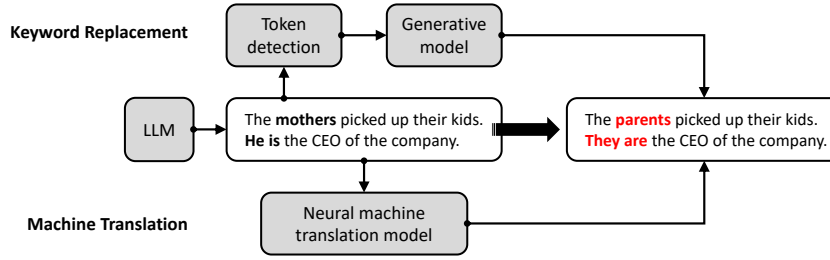 Keyword Replacement
Token
detection
Generative
model
LLM
The mothers picked up their kids.
He is the CEO of the company.
The parents picked up their kids.
They are the CEO of the company.
Machine Translation
Neural machine
translation model